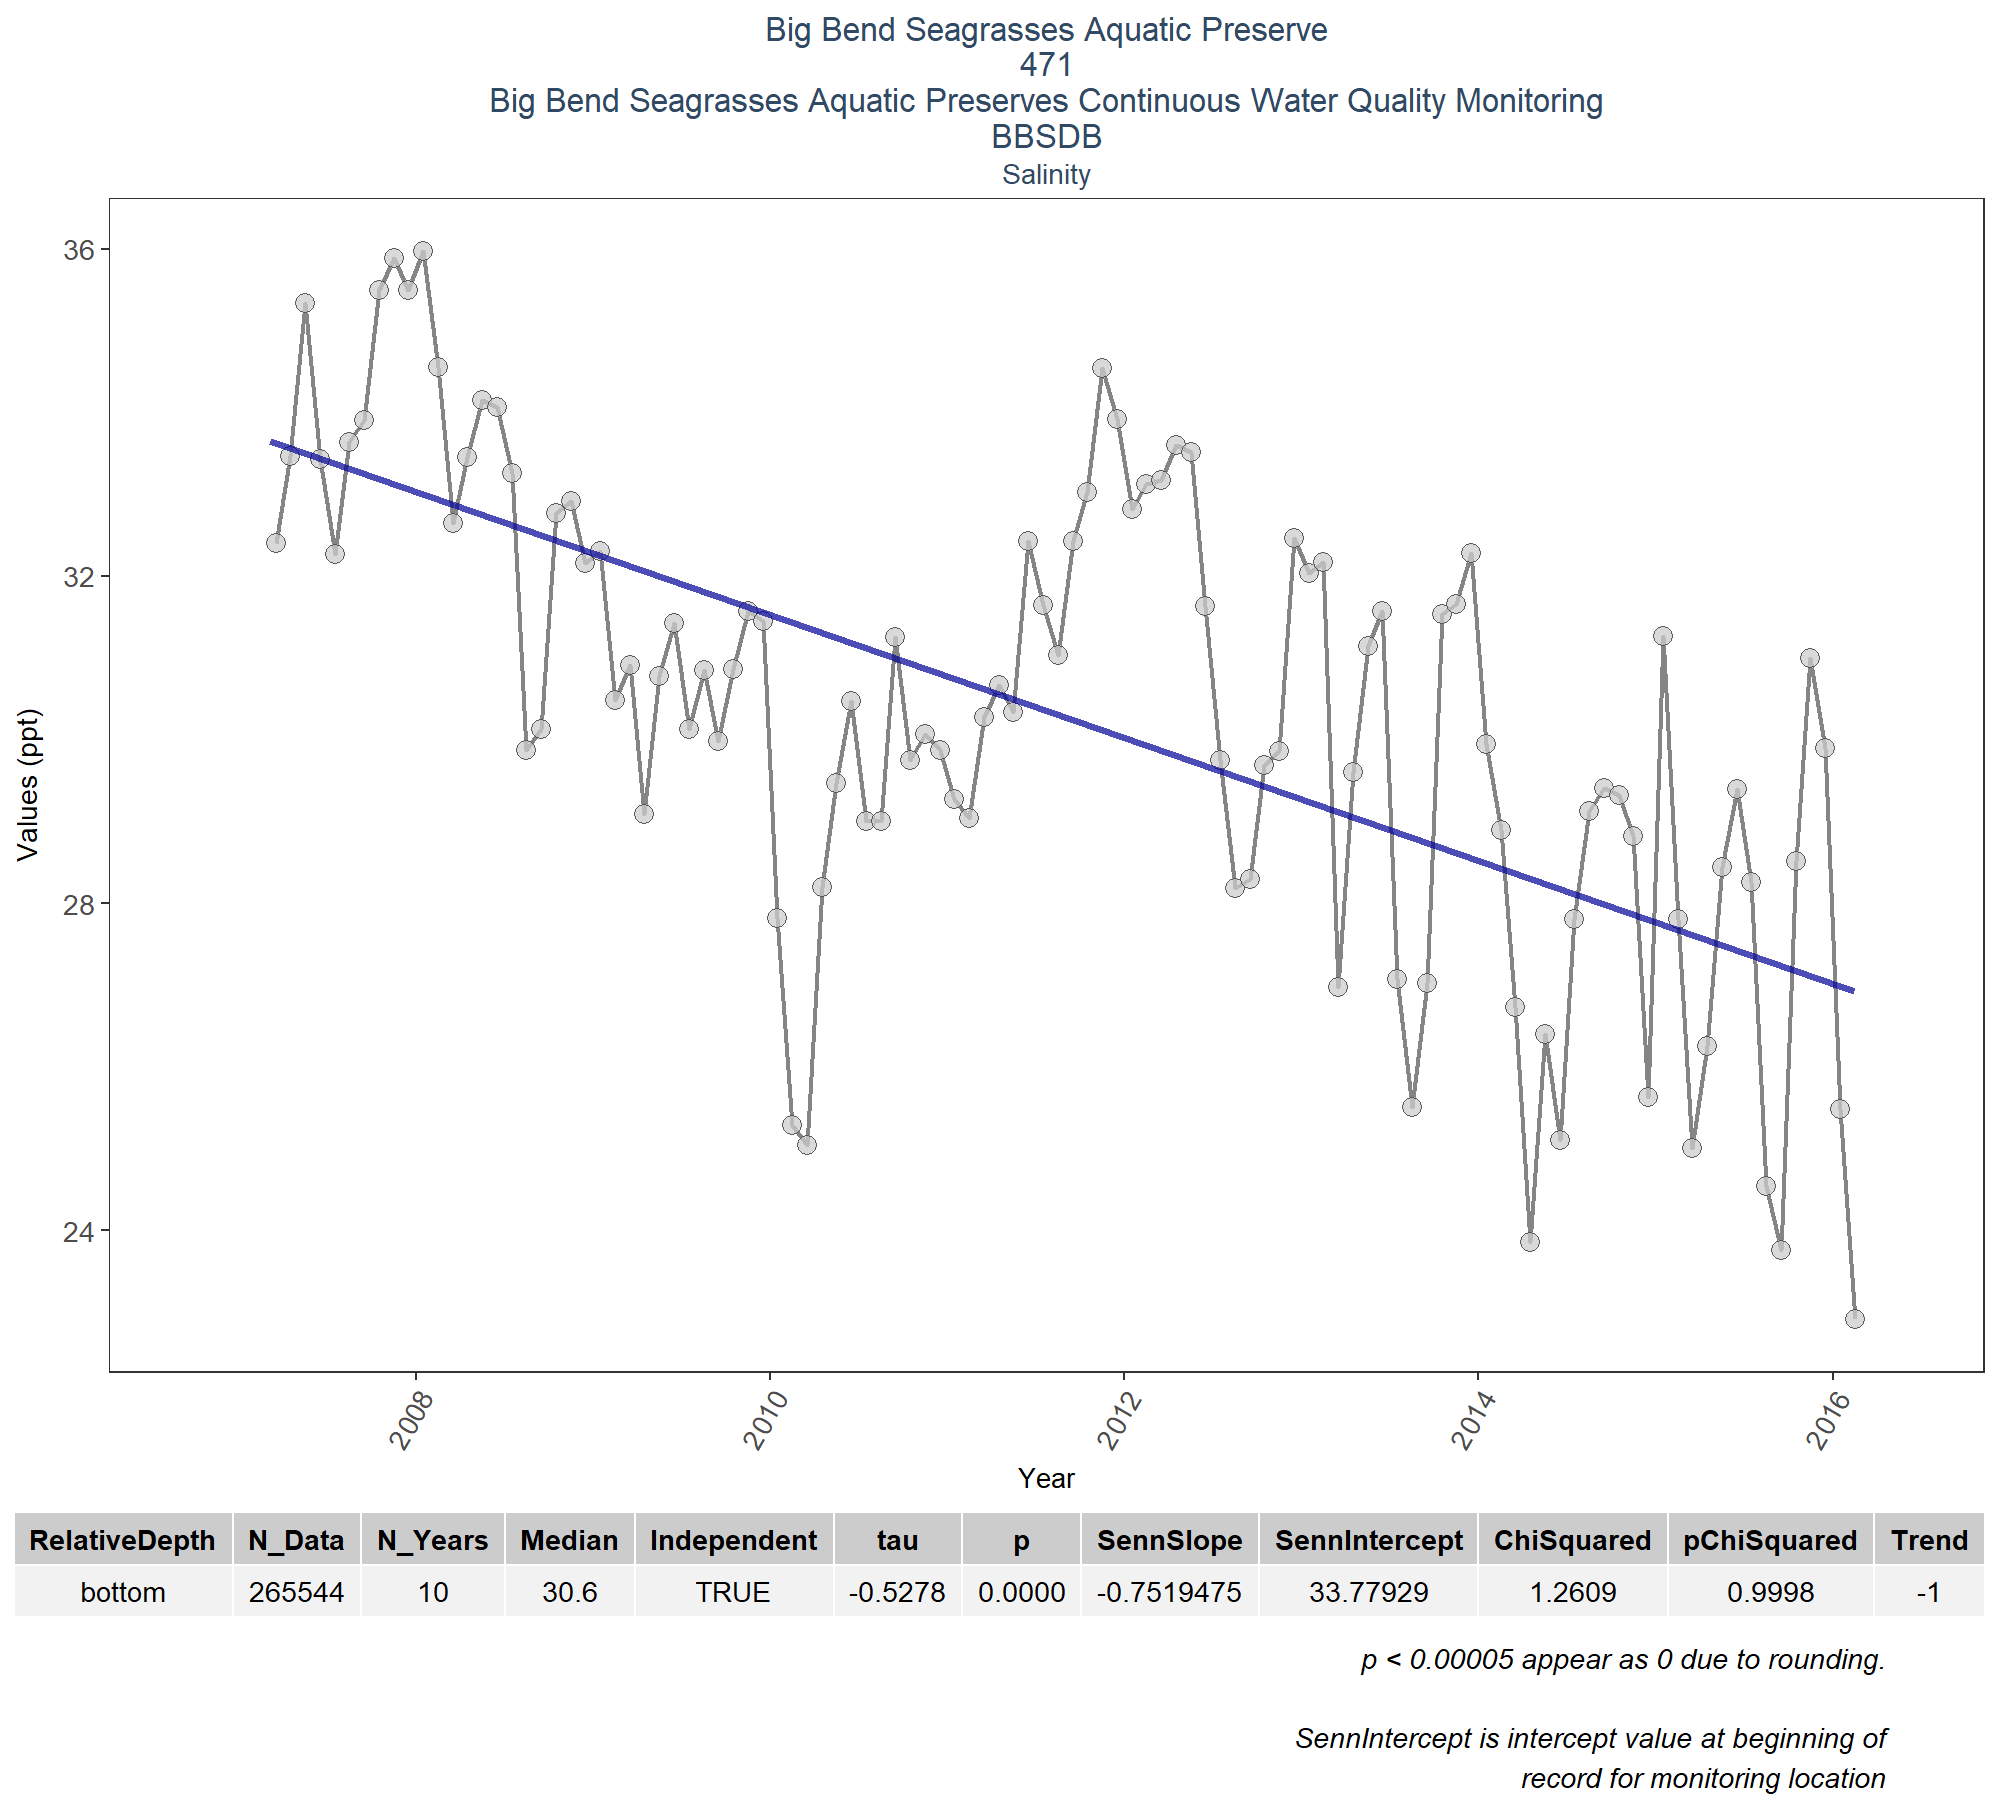 Big Bend Seagrasses Aquatic Preserve
471
Big Bend Seagrasses Aquatic Preserves Continuous Water Quality Monitoring
BBSDB
Salinity
Values (ppt)
36
32
28
24
2008 2010 2012 2014 2016
Year
RelativeDepth N_Data N_Years Median Independent tau p SennSlope SennIntercept ChiSquared pChiSquared Trend
bottom 265544 10 30.6 TRUE -0.5278 0.0000 -0.7519475 33.77929 1.2609 0.9998 -1
p < 0.00005 appear as 0 due to rounding.
SennIntercept is intercept value at beginning of
record for monitoring location